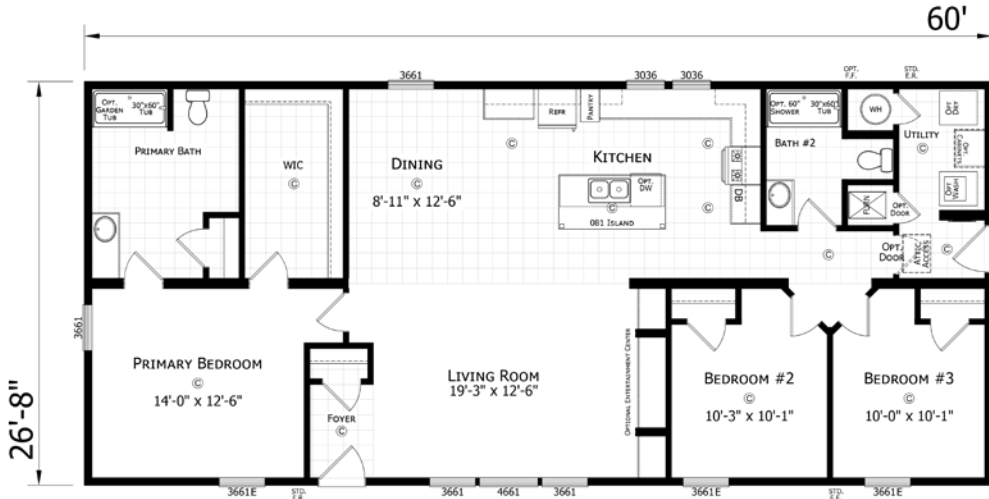 60'
3661
3036
3036
OPT.
F.F.
STD.
E.R.
OPT.
GARDEN
TUB
30"x60"
TUB
PRIMARY BATH
WIC
©
DINING
©
8'-11" x 12'-6"
REFR
PANTRY
©
KITCHEN
OPT.
DW
©
OB1 ISLAND
©
©
DB
OPT. 60"
SHOWER
30"x60"
TUB
BATH #2
WH
OPT
DRY
UTILITY
©
OPT
CABINETS
OPT
WASH
FURN
OPT.
DOOR
OPT.
DOOR
ATTIC
ACCESS
©
©
26'-8"
3661
PRIMARY BEDROOM
©
14'-0" x 12'-6"
FOYER
©
LIVING ROOM
19'-3" x 12'-6"
OPTIONAL ENTERTAINMENT CENTER
BEDROOM #2
©
10'-3" x 10'-1"
BEDROOM #3
©
10'-0" x 10'-1"
3661E
STD.
E.R.
3661
4661
3661
3661E
STD.
F.F.
3661E